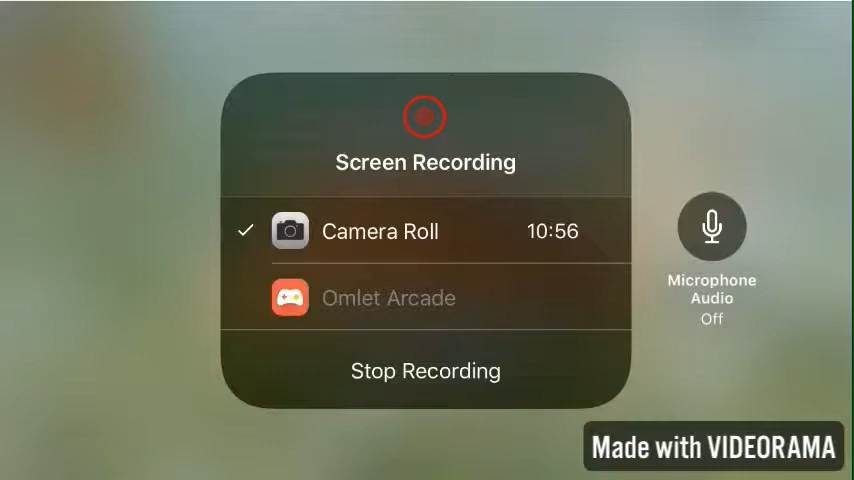 Screen Recording
Camera Roll 10:56
Omlet Arcade
Stop Recording
Microphone
Audio
Off
Made with VIDEORAMA